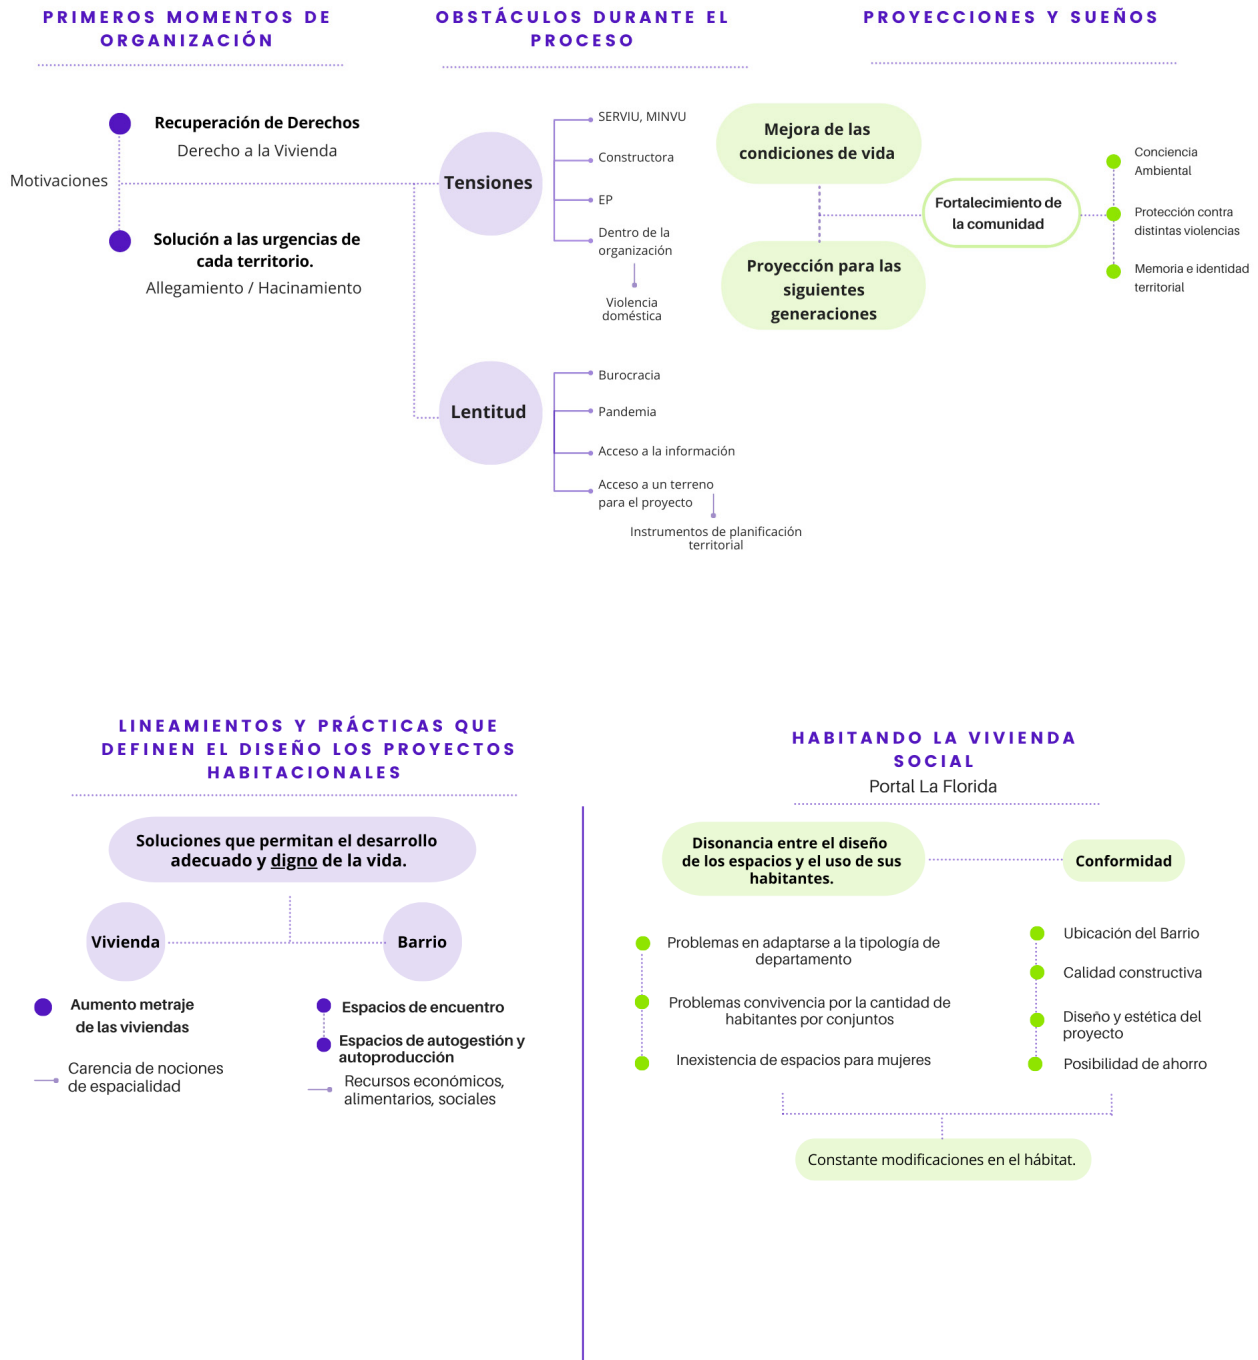 PRIMEROS MOMENTOS DE
ORGANIZACIÓN
Motivaciones
Recuperación de Derechos
Derecho a la Vivienda
Solución a las urgencias de
cada territorio.
Allegamiento / Hacinamiento
OBSTÁCULOS DURANTE EL
PROCESO
Tensiones
SERVIU, MINVU
Constructora
EP
Dentro de la
organización
Violencia
doméstica
Lentitud
Burocracia
Pandemia
Acceso a la información
Acceso a un terreno
para el proyecto
Instrumentos de planificación
territorial
PROYECCIONES Y SUEÑOS
Mejora de las
condiciones de vida
Proyección para las
siguientes
generaciones
Fortalecimiento de
la comunidad
Conciencia
Ambiental
Protección contra
distintas violencias
Memoria e identidad
territorial
LINEAMIENTOS Y PRÁCTICAS QUE
DEFINEN EL DISEÑO LOS PROYECTOS
HABITACIONALES
Soluciones que permitan el desarrollo
adecuado y digno de la vida.
Vivienda
Aumento metraje
de las viviendas
Carencia de nociones
de espacialidad
Barrio
Espacios de encuentro
Espacios de autogestión y
autoproducción
Recursos económicos,
alimentarios, sociales
HABITANDO LA VIVIENDA
SOCIAL
Portal La Florida
Disonancia entre el diseño
de los espacios y el uso de sus
habitantes.
Problemas en adaptarse a la tipología de
departamento
Problemas convivencia por la cantidad de
habitantes por conjuntos
Inexistencia de espacios para mujeres
Conformidad
Ubicación del Barrio
Calidad constructiva
Diseño y estética del
proyecto
Posibilidad de ahorro
Constante modificaciones en el hábitat.